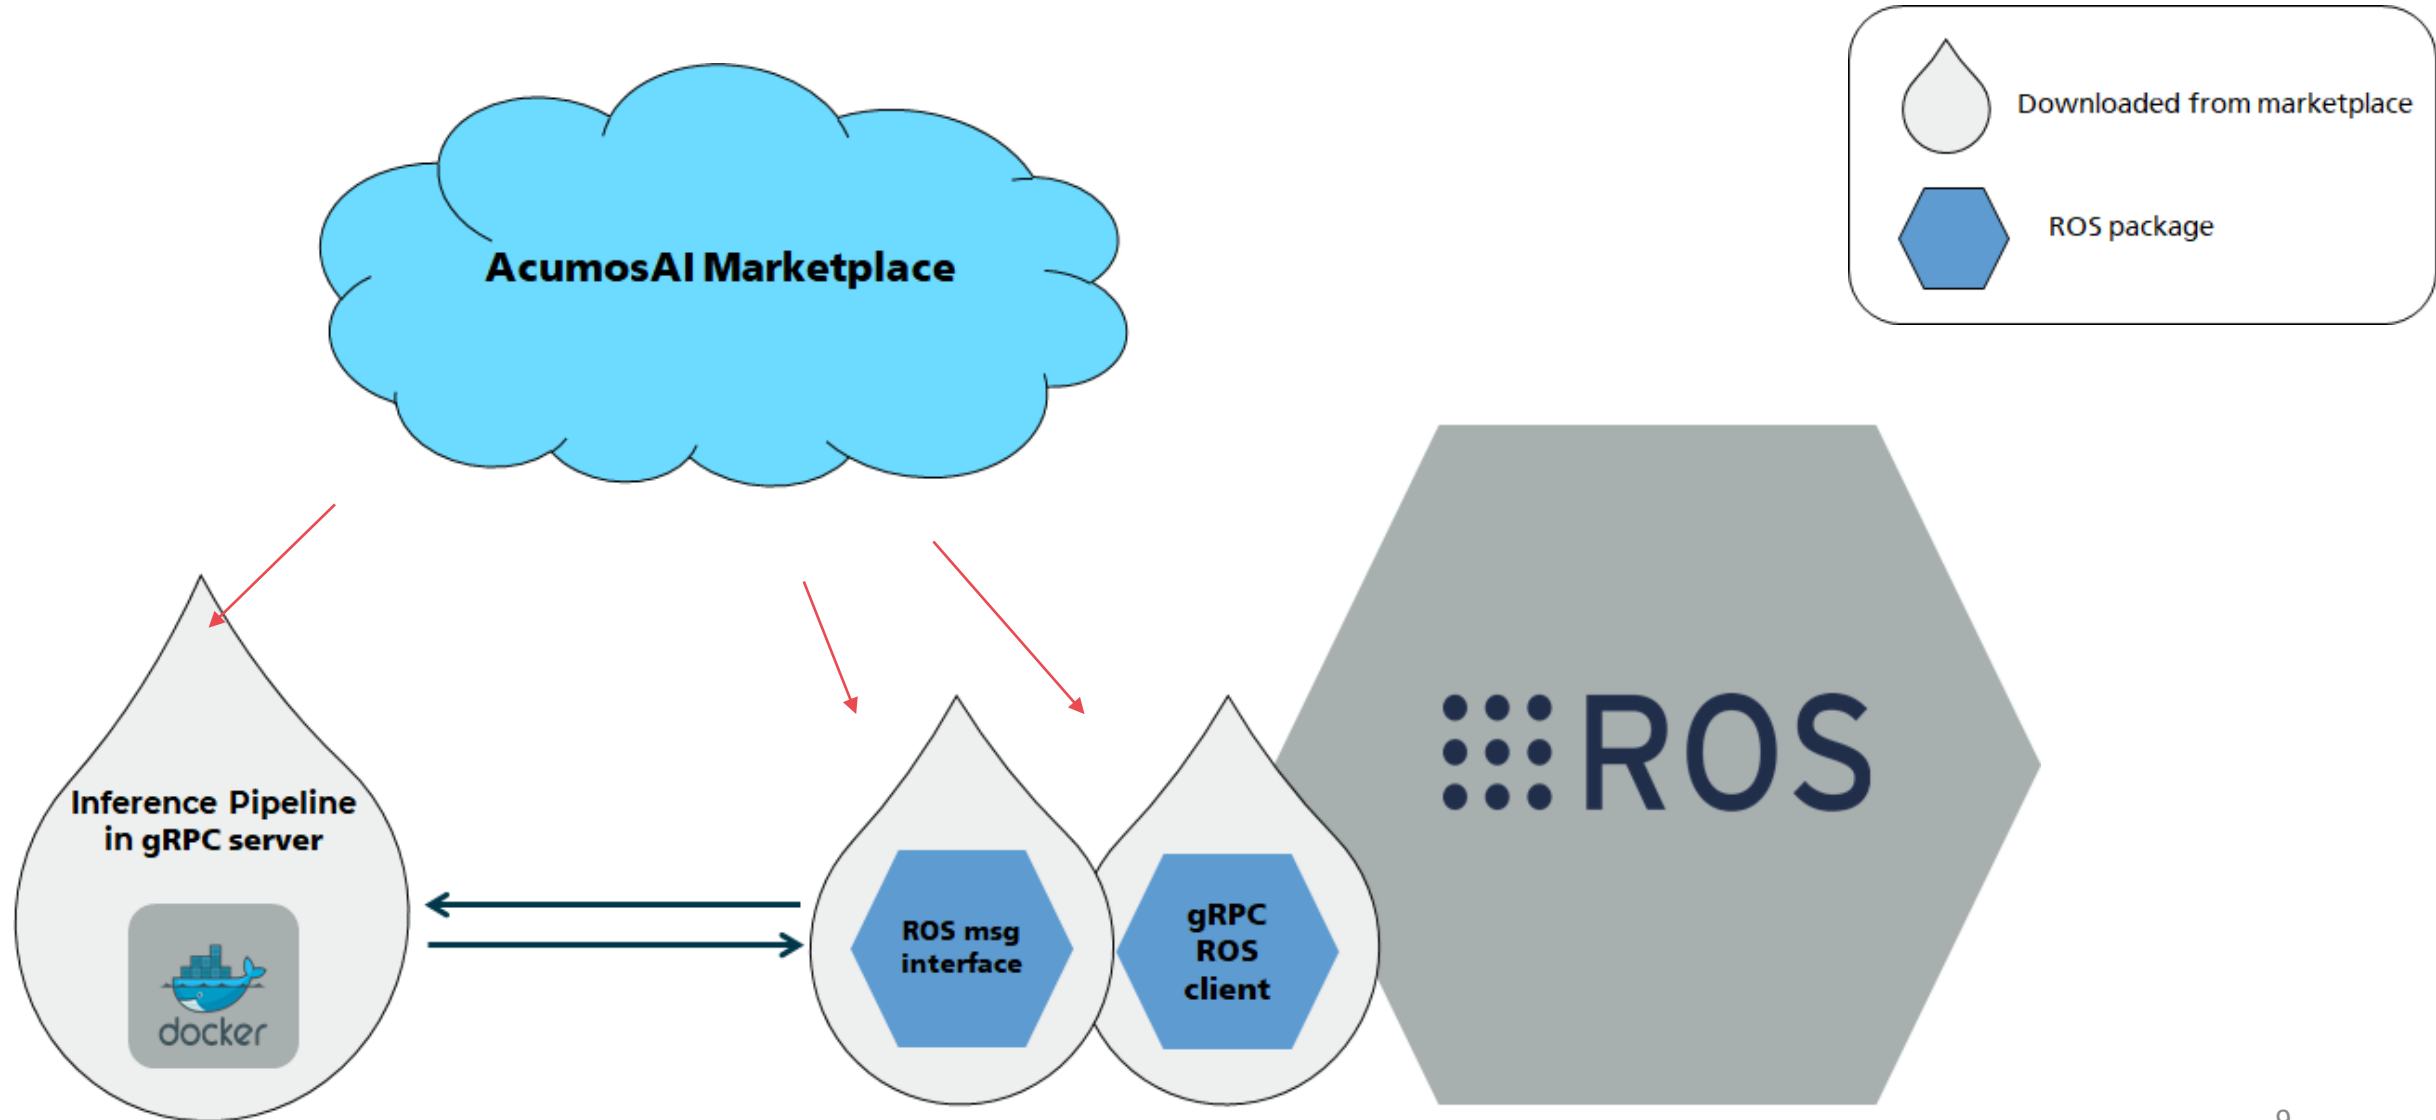 Downloaded from marketplace
ROS package
AcumosAI Marketplace
ROS
Inference Pipeline
in gRPC server
docker
ROS msg
interface
gRPC
ROS
client
9